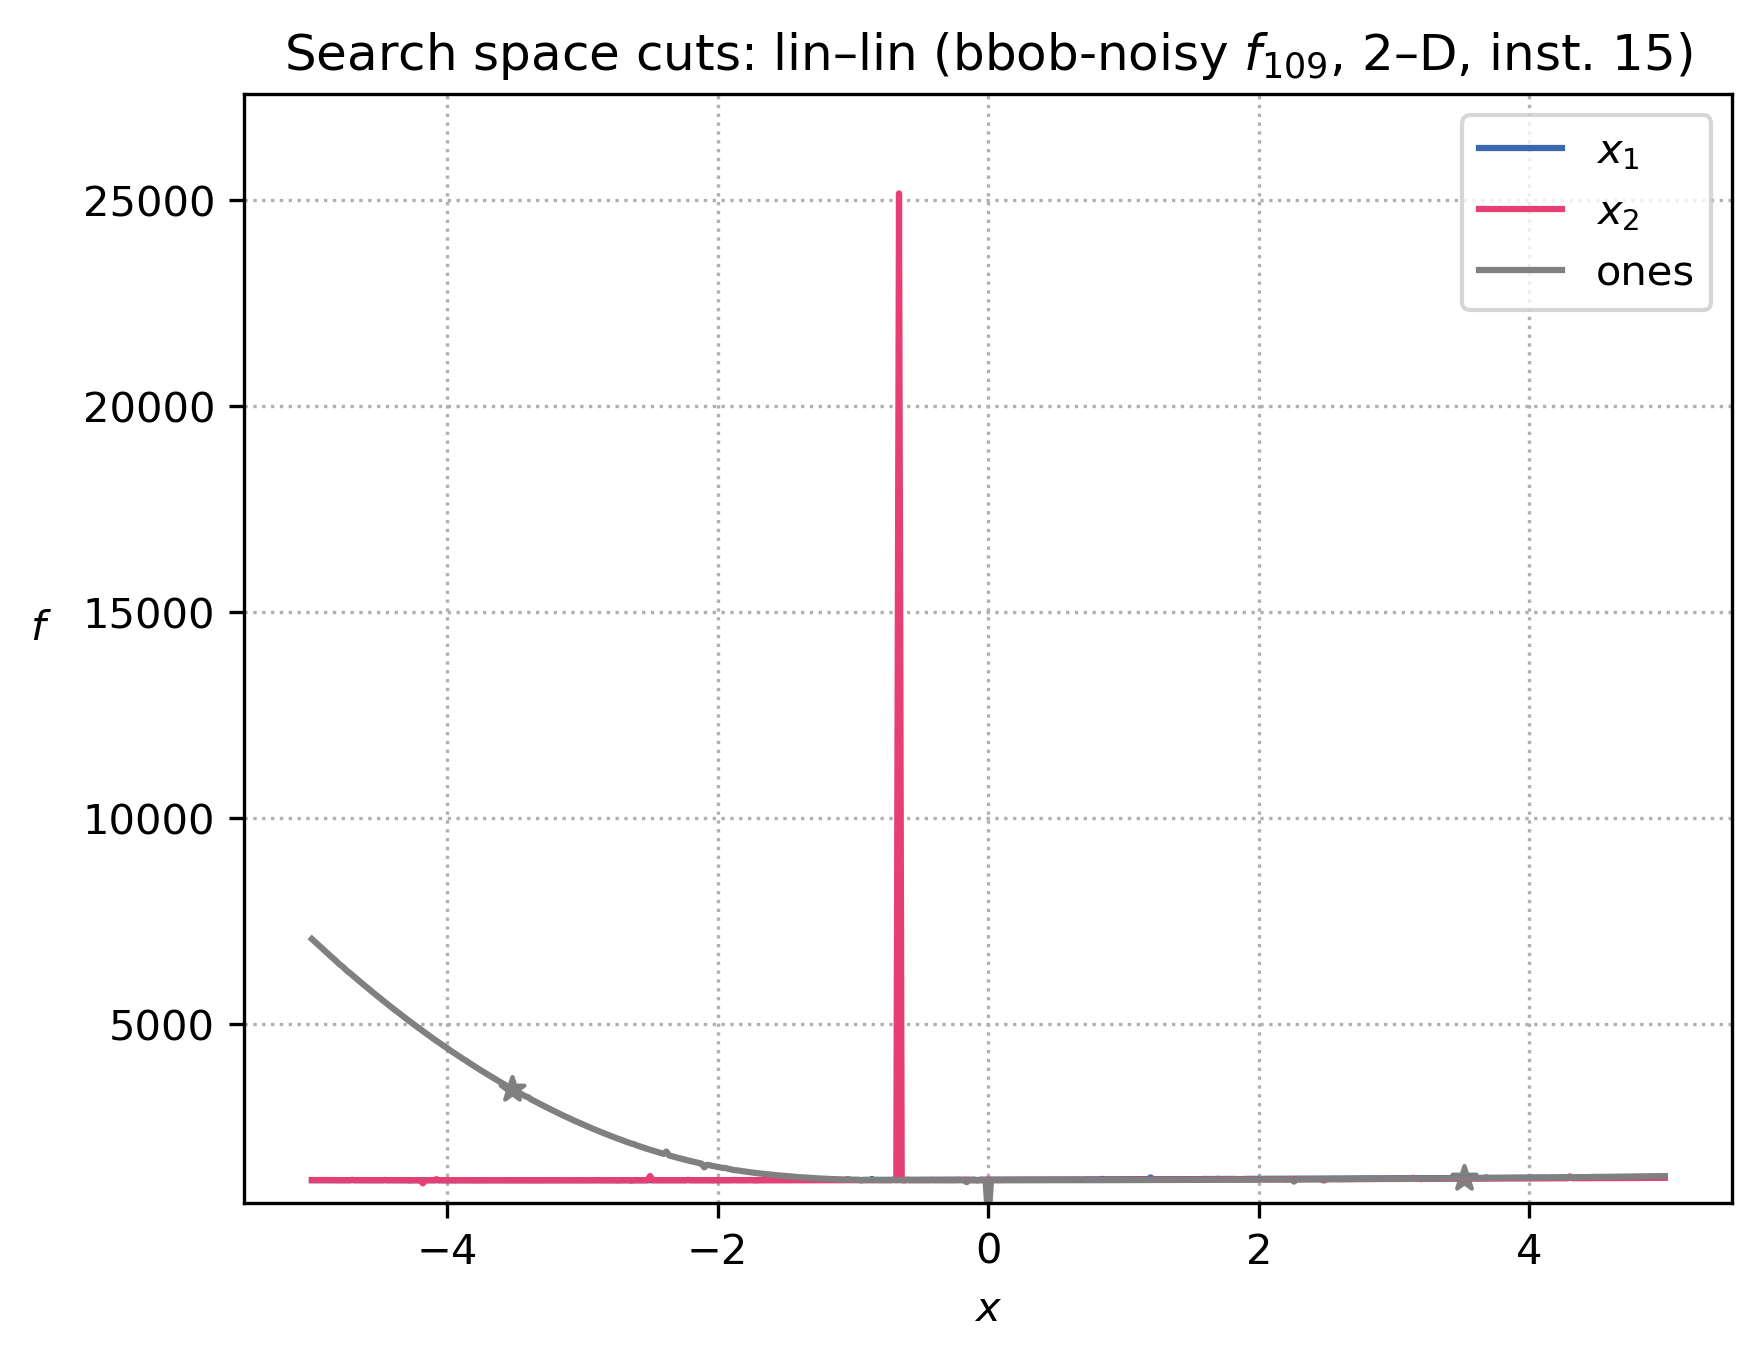 Search space cuts: lin–lin (bbob-noisy f₁₀₉, 2–D, inst. 15)
x₁
x₂
ones
25000
20000
15000
10000
5000
f
−4
−2
0
2
4
x